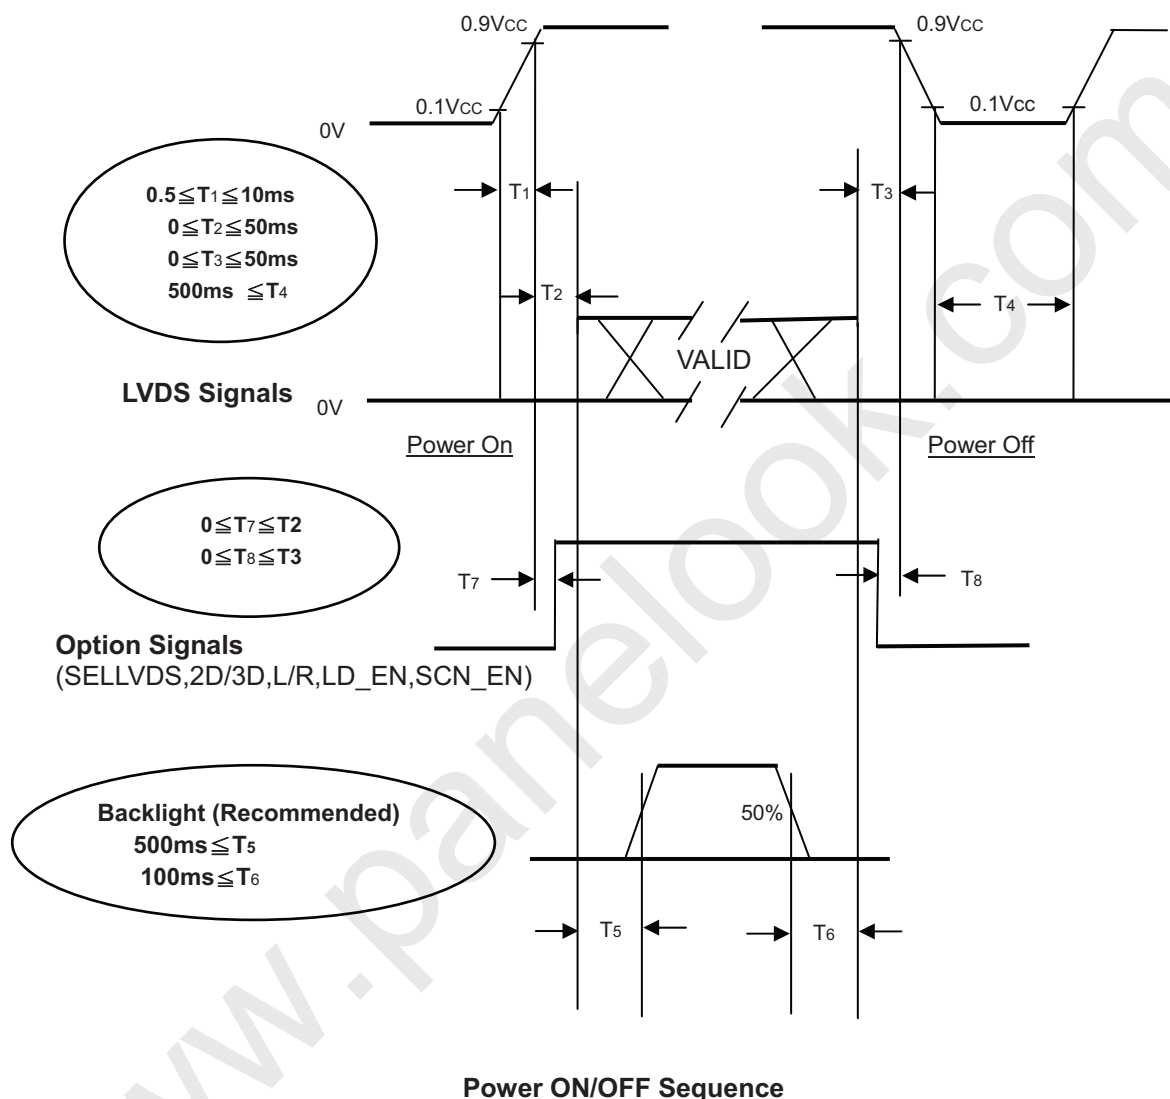 0.9Vcc
0.9Vcc
0.1Vcc
0.1Vcc
0V
0.5≦T1≦10ms
0≦T2≦50ms
0≦T3≦50ms
500ms ≦T4
T1
T3
T2
T4
VALID
LVDS Signals
0V
Power On
Power Off
0≦T7≦T2
0≦T8≦T3
T7
T8
Option Signals
(SELLVDS,2D/3D,L/R,LD_EN,SCN_EN)
Backlight (Recommended)
500ms≦T5
100ms≦T6
50%
T5
T6
Power ON/OFF Sequence
www.panelook.com